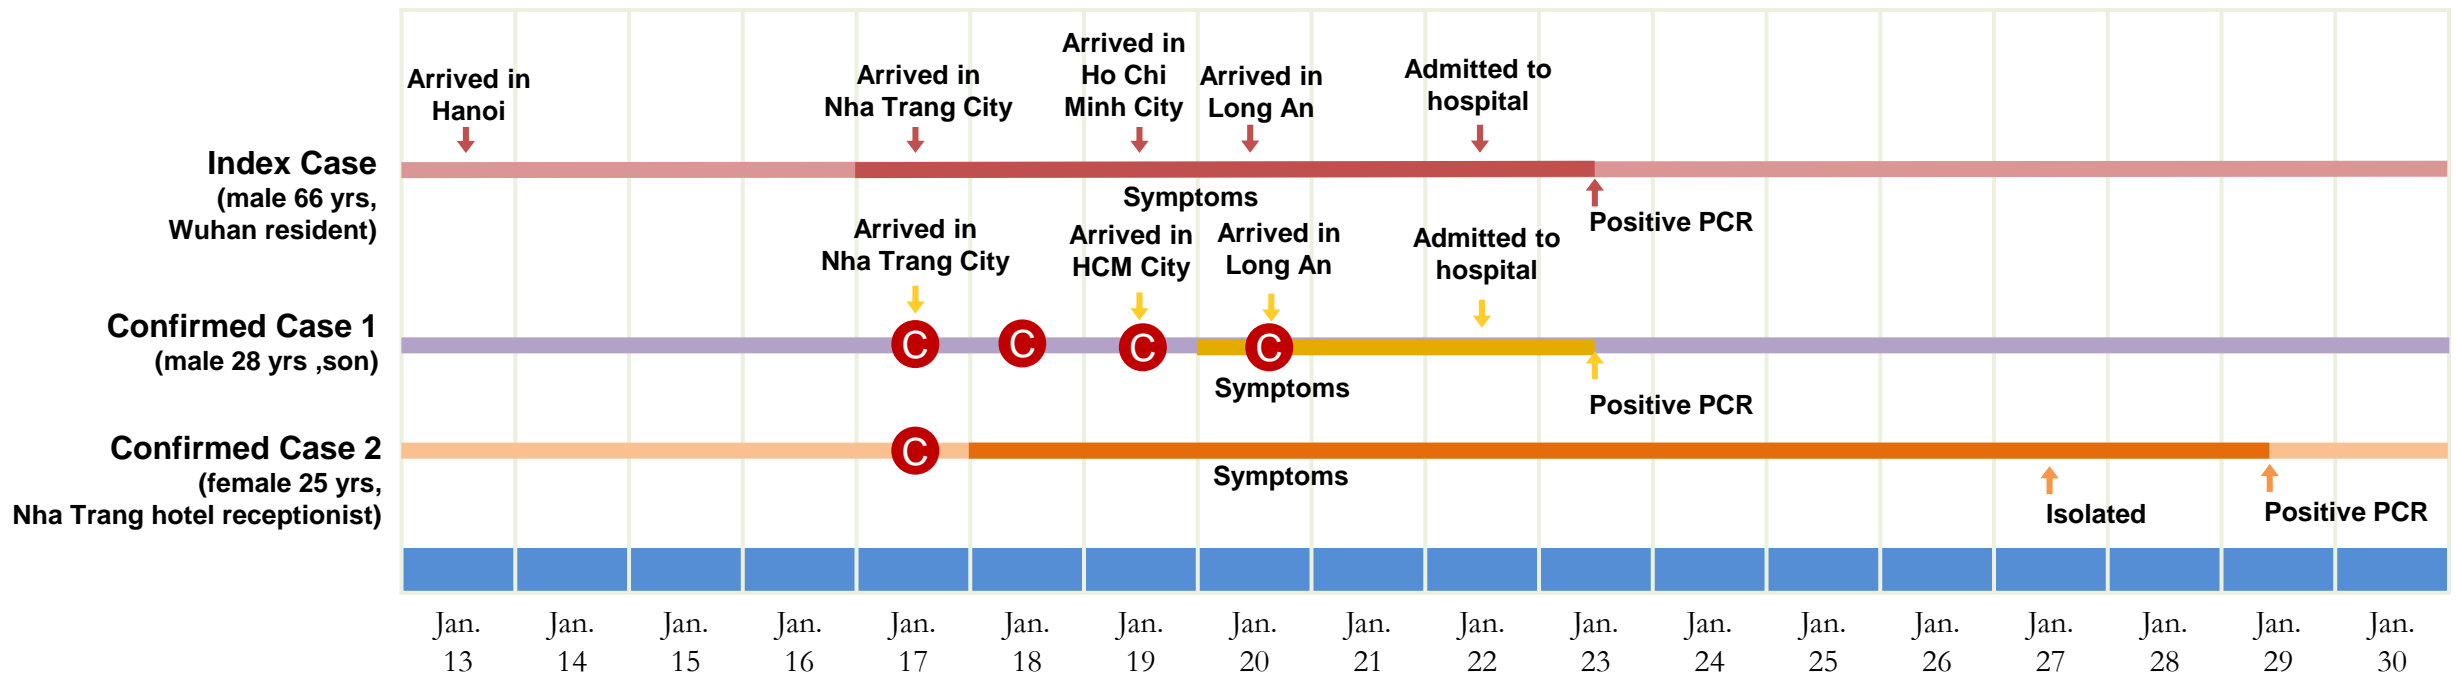 Arrived in
Hanoi
Arrived in
Nha Trang City
Arrived in
Ho Chi
Minh City
Arrived in
Long An
Admitted to
hospital
Index Case
(male 66 yrs,
Wuhan resident)
Symptoms
Positive PCR
Arrived in
Nha Trang City
Arrived in
HCM City
Arrived in
Long An
Admitted to
hospital
Confirmed Case 1
(male 28 yrs ,son)
C
C
C
C
Symptoms
Positive PCR
Confirmed Case 2
(female 25 yrs,
Nha Trang hotel receptionist)
C
Symptoms
Isolated
Positive PCR
Jan.
13
Jan.
14
Jan.
15
Jan.
16
Jan.
17
Jan.
18
Jan.
19
Jan.
20
Jan.
21
Jan.
22
Jan.
23
Jan.
24
Jan.
25
Jan.
26
Jan.
27
Jan.
28
Jan.
29
Jan.
30